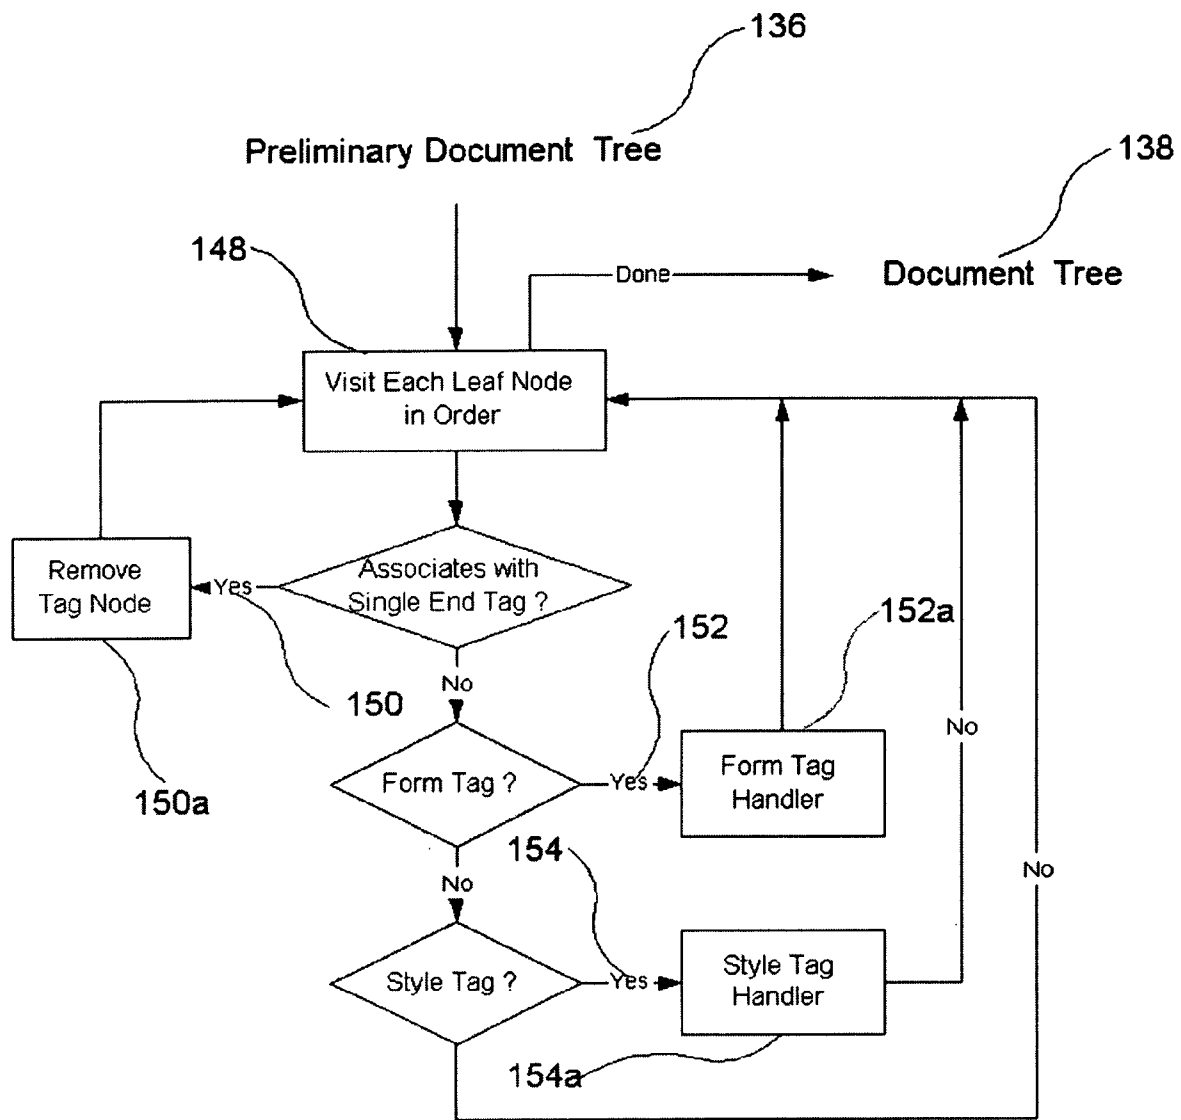 136
Preliminary Document Tree
138
148
Done
Document Tree
Visit Each Leaf Node
in Order
Remove
Tag Node
Yes
Associates with
Single End Tag ?
152
152a
No
150
150a
Form Tag ?
Yes
Form Tag
Handler
No
154
No
No
Style Tag ?
Yes
Style Tag
Handler
154a